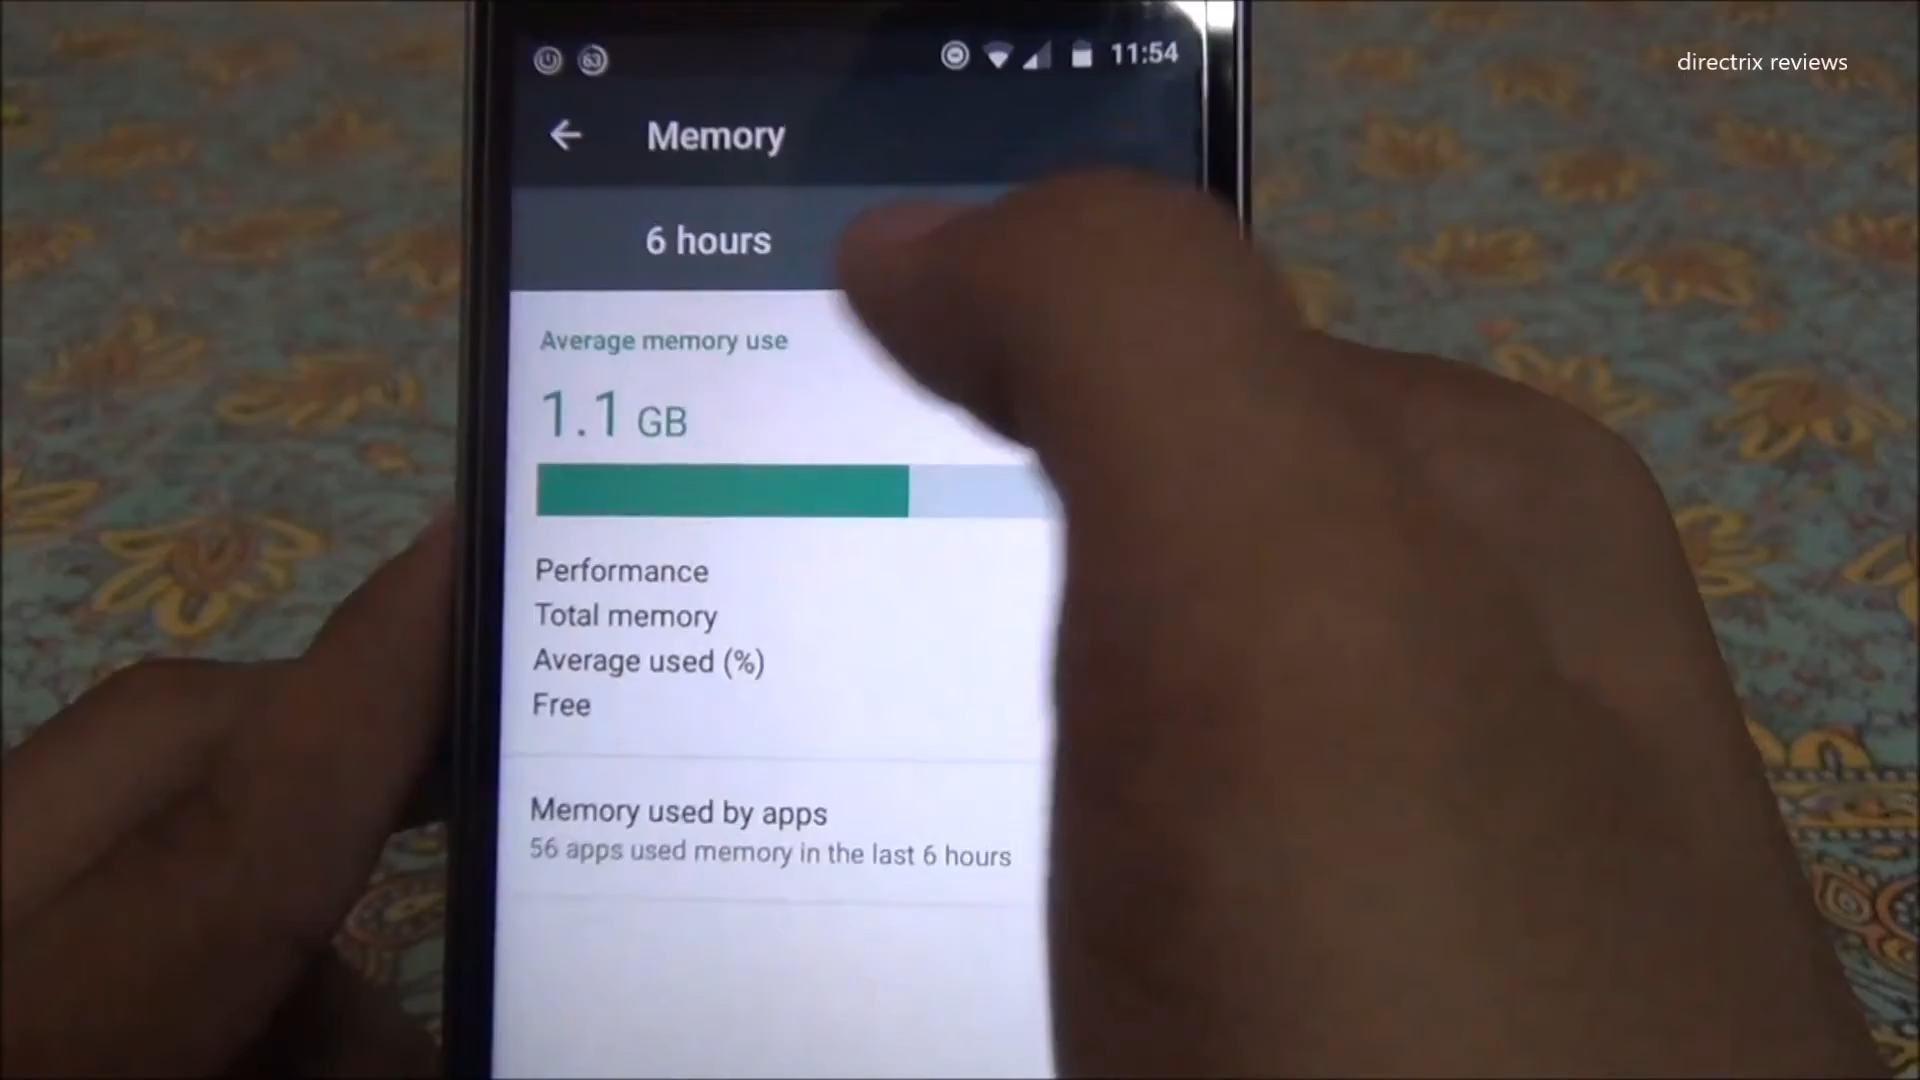 63
11:54
directrix reviews
Memory
6 hours
Average memory use
1.1 GB
Performance
Total memory
Average used (%)
Free
Memory used by apps
56 apps used memory in the last 6 hours